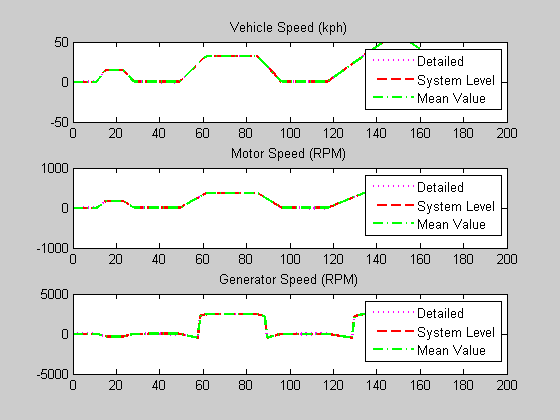 Vehicle Speed (kph)
50
0
-50
Detailed
System Level
Mean Value
0 20 40 60 80 100 120 140 160 180 200
Motor Speed (RPM)
1000
0
-1000
Detailed
System Level
Mean Value
0 20 40 60 80 100 120 140 160 180 200
Generator Speed (RPM)
5000
0
-5000
Detailed
System Level
Mean Value
0 20 40 60 80 100 120 140 160 180 200